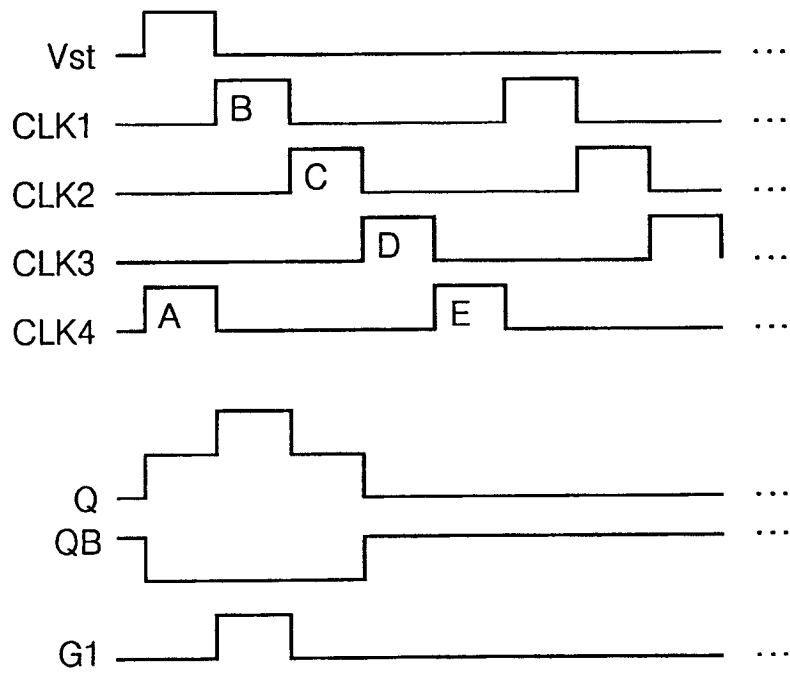 Vst ...
CLK1 B ...
CLK2 C ...
CLK3 D ...
CLK4 A E ...
Q ...
QB ...
G1 ...